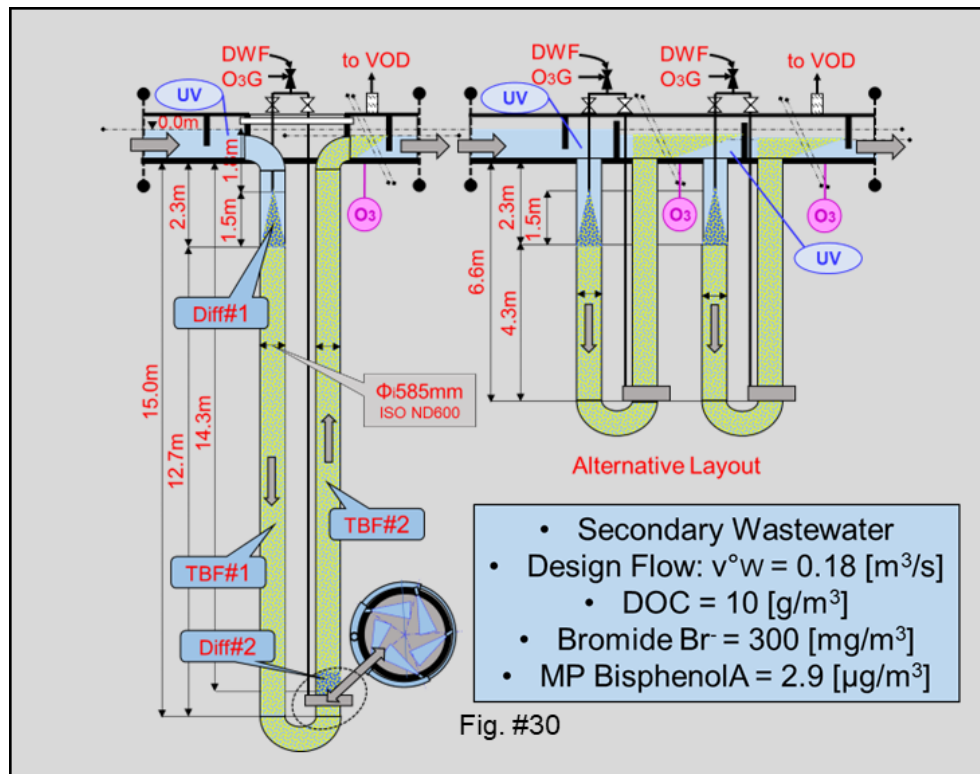 DWF
O₃G
to VOD
UV
0.0m
1.8m
2.3m
1.5m
O₃
Diff#1
Φi585mm
ISO ND600
15.0m
12.7m
14.3m
TBF#2
TBF#1
Diff#2
DWF
O₃G
DWF
O₃G
to VOD
UV
2.3m
1.5m
O₃
O₃
UV
6.6m
4.3m
Alternative Layout
• Secondary Wastewater
• Design Flow: v°w = 0.18 [m³/s]
• DOC = 10 [g/m³]
• Bromide Br⁻ = 300 [mg/m³]
• MP BisphenolA = 2.9 [µg/m³]
Fig. #30